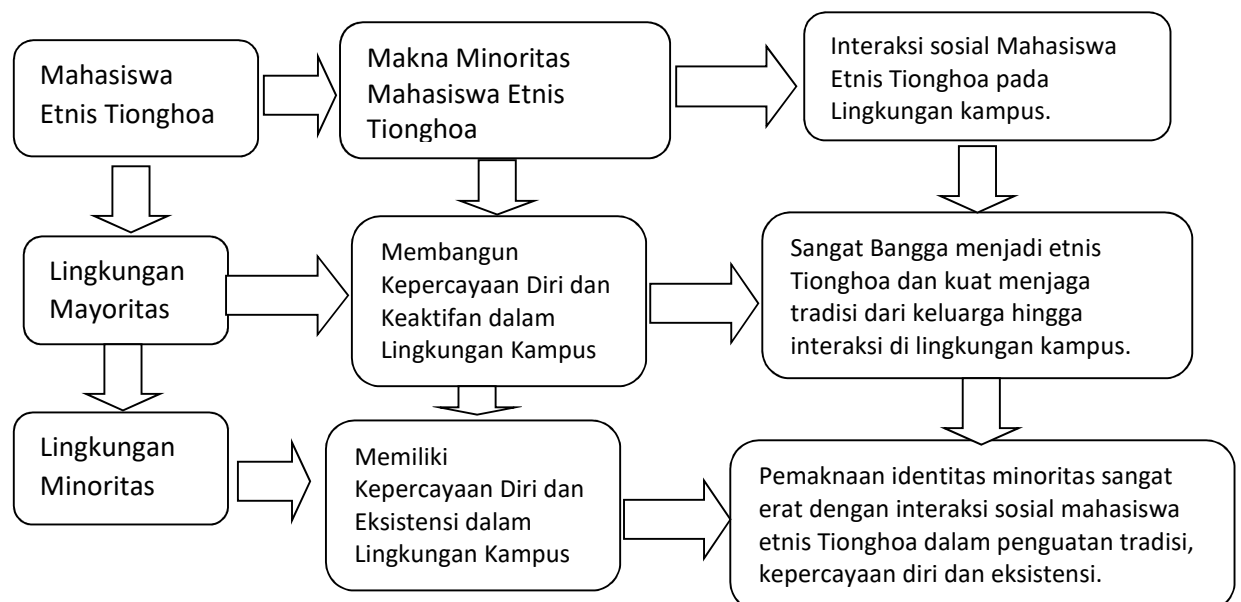 Mahasiswa
Etnis Tionghoa
Makna Minoritas
Mahasiswa Etnis
Tionghoa
Interaksi sosial Mahasiswa
Etnis Tionghoa pada
Lingkungan kampus.
Lingkungan
Mayoritas
Membangun
Kepercayaan Diri dan
Keaktifan dalam
Lingkungan Kampus
Sangat Bangga menjadi etnis
Tionghoa dan kuat menjaga
tradisi dari keluarga hingga
interaksi di lingkungan kampus.
Lingkungan
Minoritas
Memiliki
Kepercayaan Diri dan
Eksistensi dalam
Lingkungan Kampus
Pemaknaan identitas minoritas sangat
erat dengan interaksi sosial mahasiswa
etnis Tionghoa dalam penguatan tradisi,
kepercayaan diri dan eksistensi.